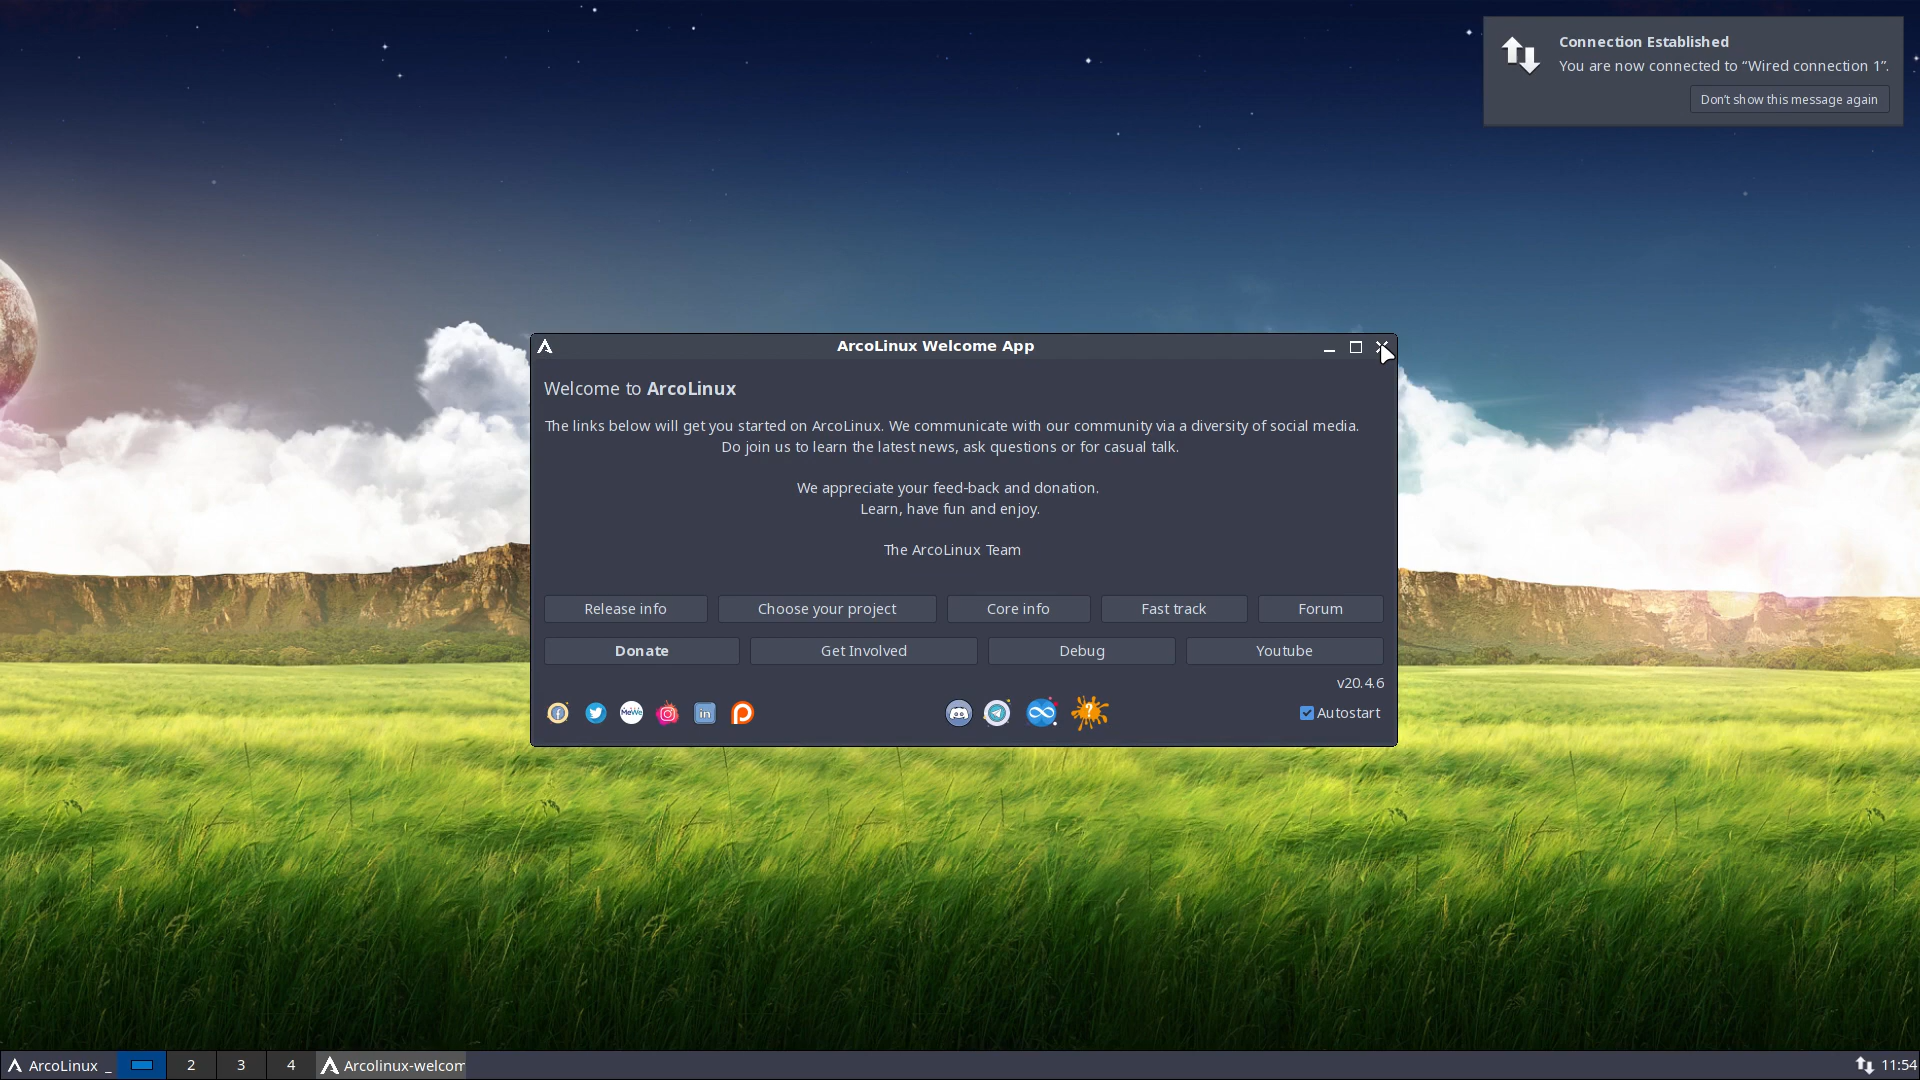 Connection Established
You are now connected to “Wired connection 1”.
Don't show this message again
ArcoLinux Welcome App
Welcome to ArcoLinux
The links below will get you started on ArcoLinux. We communicate with our community via a diversity of social media.
Do join us to learn the latest news, ask questions or for casual talk.
We appreciate your feed-back and donation.
Learn, have fun and enjoy.
The ArcoLinux Team
Release info Choose your project Core info Fast track Forum
Donate Get Involved Debug Youtube
v20.4.6
MeWe in ? Autostart
ArcoLinux _ 2 3 4 Arcolinux-welcom 11:54